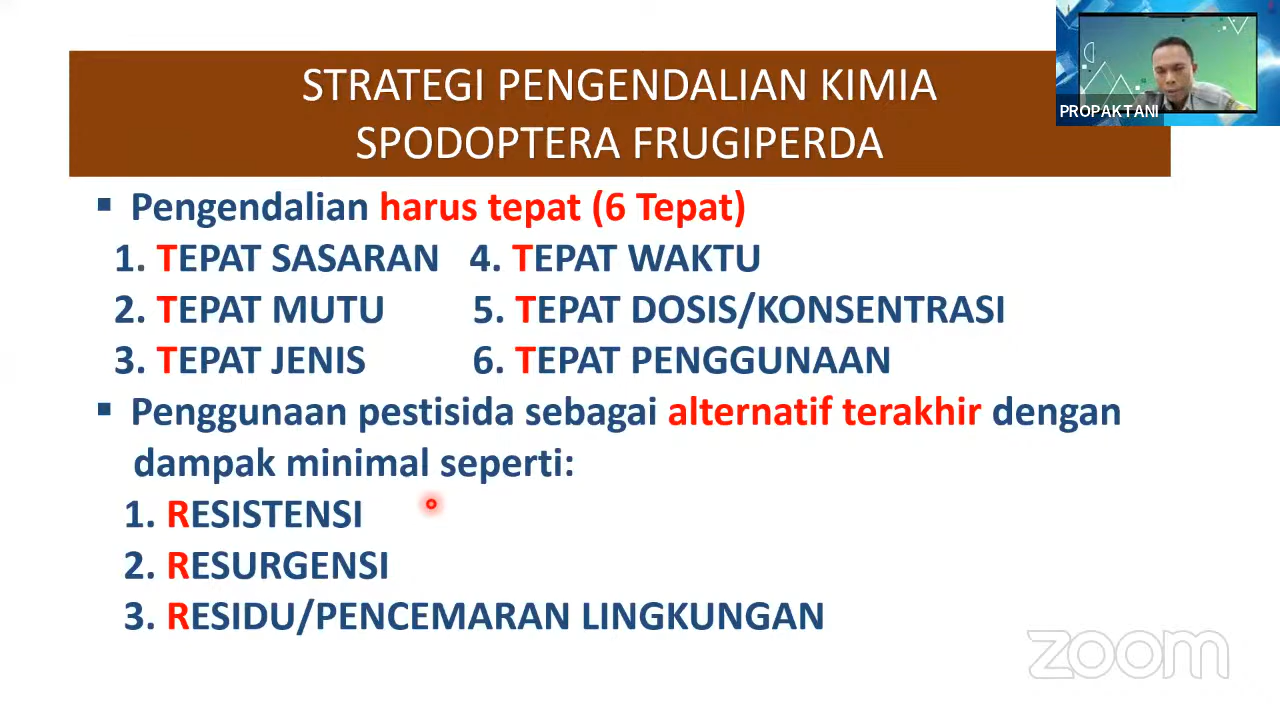 STRATEGI PENGENDALIAN KIMIA
SPODOPTERA FRUGIPERDA
PROPAKTANI
▪ Pengendalian harus tepat (6 Tepat)
1. TEPAT SASARAN 4. TEPAT WAKTU
2. TEPAT MUTU 5. TEPAT DOSIS/KONSENTRASI
3. TEPAT JENIS 6. TEPAT PENGGUNAAN
▪ Penggunaan pestisida sebagai alternatif terakhir dengan
dampak minimal seperti:
1. RESISTENSI
2. RESURGENSI
3. RESIDU/PENCEMARAN LINGKUNGAN
zoom